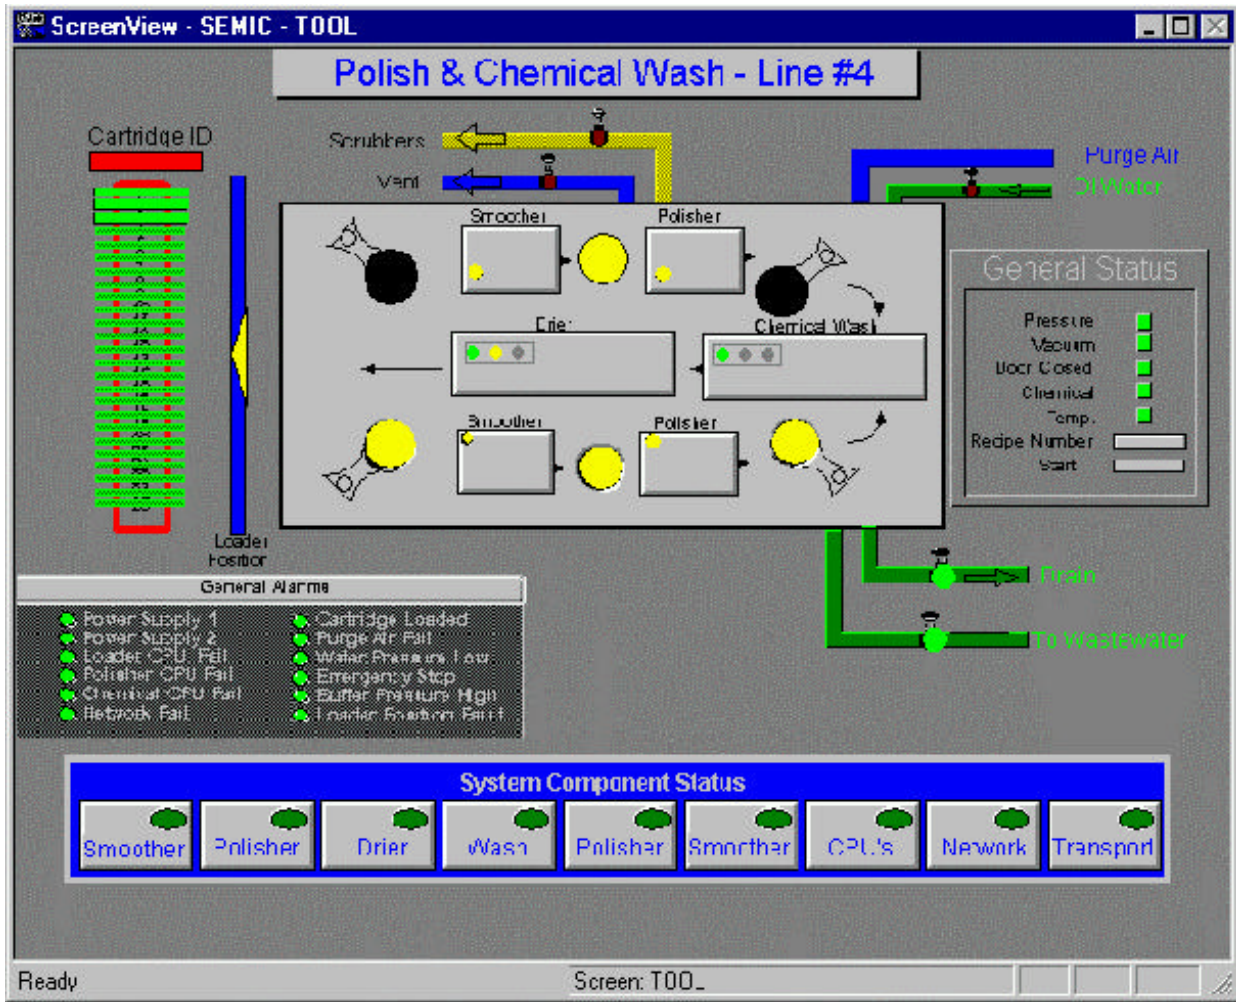 ScreenView - SEMIC - TOOL
Polish & Chemical Wash - Line #4
Cartridge ID
Scrubbers
Vent
Purge Air
DI Water
Smoother
Polisher
General Status
Drier
Chemical Wash
Pressure
Vacuum
Door Closed
Chemical
Temp.
Recipe Number
Start
Smoother
Polisher
Loader
Position
Drain
To Wastewater
General Alarms
Power Supply 1
Power Supply 2
Loader CPU Fail
Polisher CPU Fail
Chemical CPU Fail
Network Fail
Cartridge Loaded
Purge Air Fail
Water Pressure Low
Emergency Stop
Buffer Pressure High
Loader Position Fault
System Component Status
Smoother
Polisher
Drier
Wash
Polisher
Smoother
CPU's
Network
Transport
Ready
Screen: TOOL